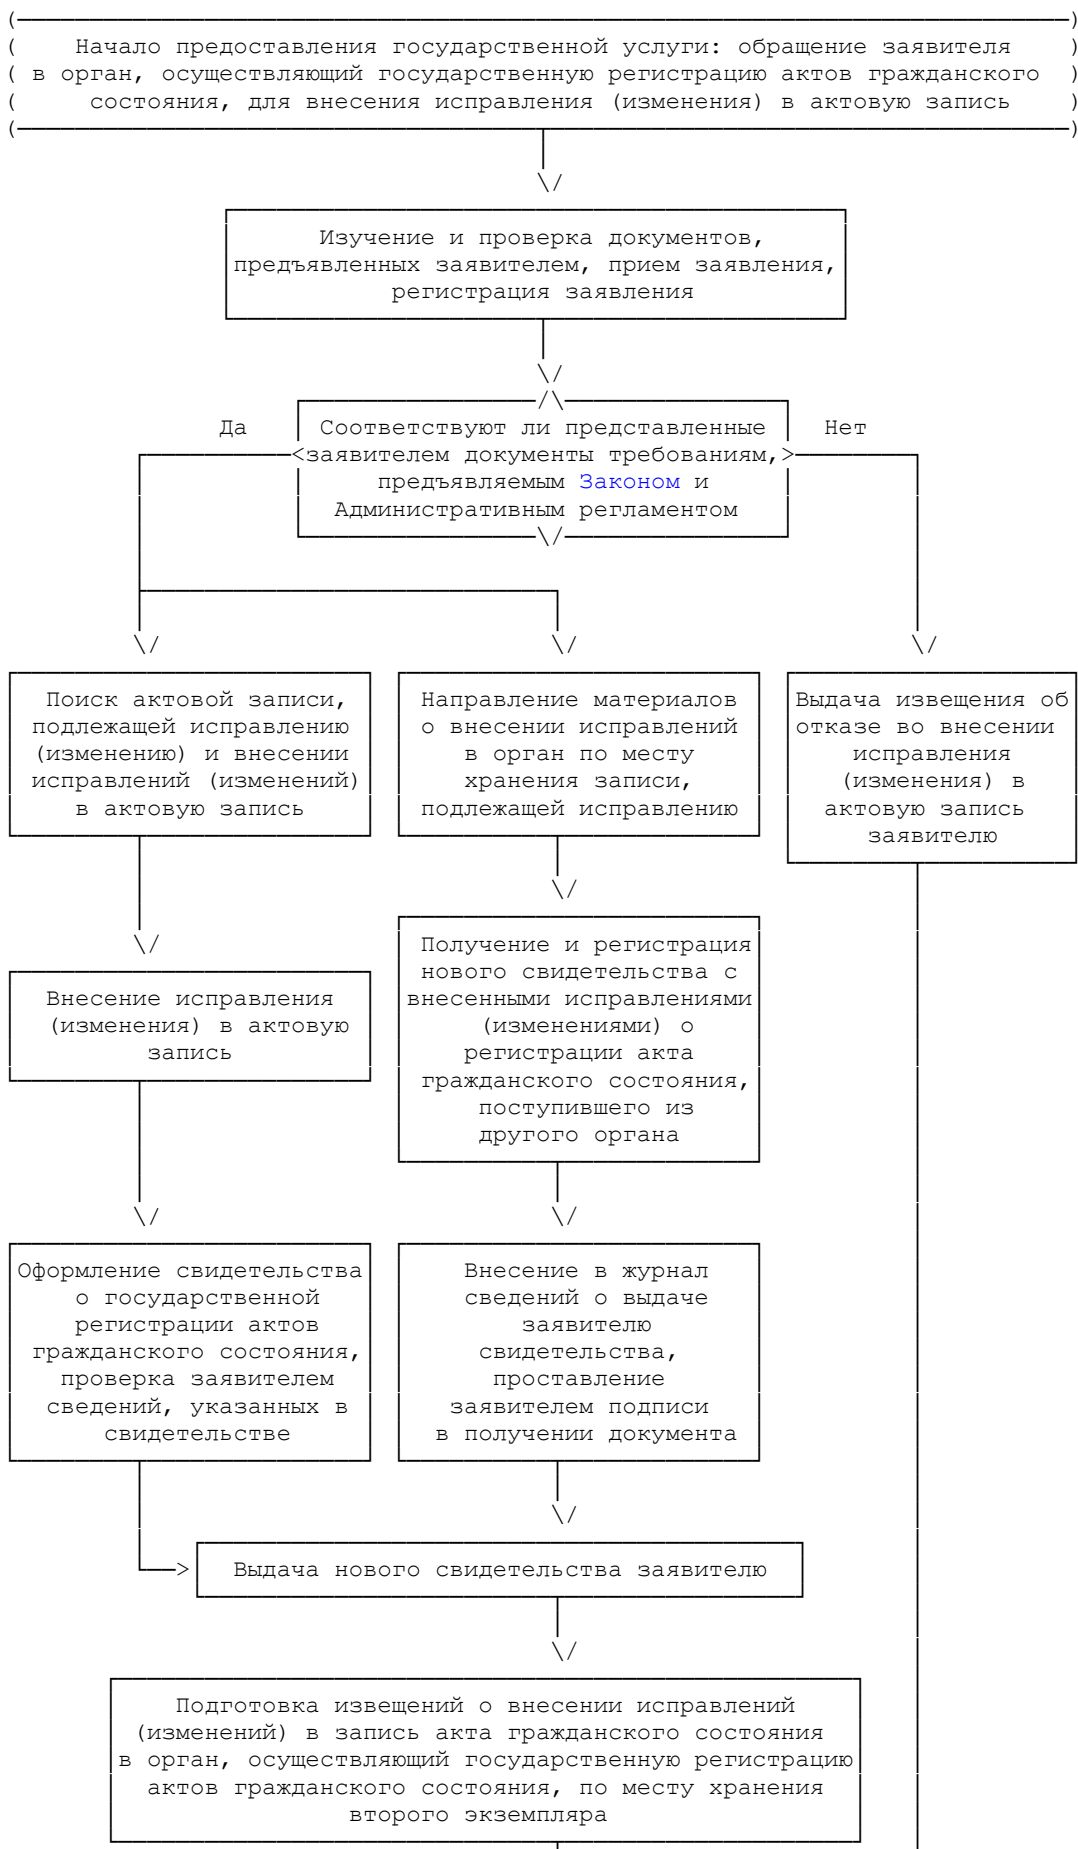 Начало предоставления государственной услуги: обращение заявителя
в орган, осуществляющий государственную регистрацию актов гражданского
состояния, для внесения исправления (изменения) в актовую запись
Изучение и проверка документов,
предъявленных заявителем, прием заявления,
регистрация заявления
Да
Соответствуют ли представленные
Нет
заявителем документы требованиям,
предъявляемым Законом и
Административным регламентом
Поиск актовой записи,
подлежащей исправлению
(изменению) и внесении
исправлений (изменений)
в актовую запись
Направление материалов
о внесении исправлений
в орган по месту
хранения записи,
подлежащей исправлению
Выдача извещения об
отказе во внесении
исправления
(изменения) в
актовую запись
заявителю
Внесение исправления
(изменения) в актовую
запись
Получение и регистрация
нового свидетельства с
внесенными исправлениями
(изменениями) о
регистрации акта
гражданского состояния,
поступившего из
другого органа
Оформление свидетельства
о государственной
регистрации актов
гражданского состояния,
проверка заявителем
сведений, указанных в
свидетельстве
Внесение в журнал
сведений о выдаче
заявителю
свидетельства,
проставление
заявителем подписи
в получении документа
Выдача нового свидетельства заявителю
Подготовка извещений о внесении исправлений
(изменений) в запись акта гражданского состояния
в орган, осуществляющий государственную регистрацию
актов гражданского состояния, по месту хранения
второго экземпляра